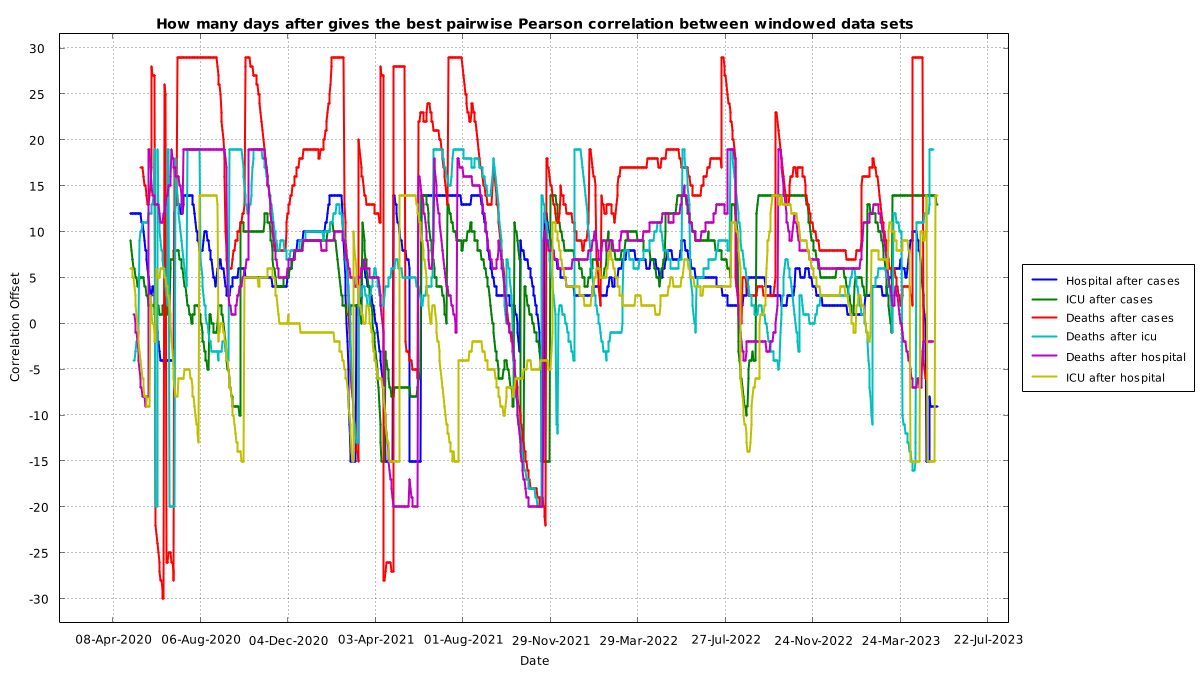 How many days after gives the best pairwise Pearson correlation between windowed data sets
30
25
20
15
10
5
0
-5
-10
-15
-20
-25
-30
Correlation Offset
08-Apr-2020 06-Aug-2020 04-Dec-2020 03-Apr-2021 01-Aug-2021 29-Nov-2021 29-Mar-2022 27-Jul-2022 24-Nov-2022 24-Mar-2023 22-Jul-2023
Date
Hospital after cases
ICU after cases
Deaths after cases
Deaths after icu
Deaths after hospital
ICU after hospital